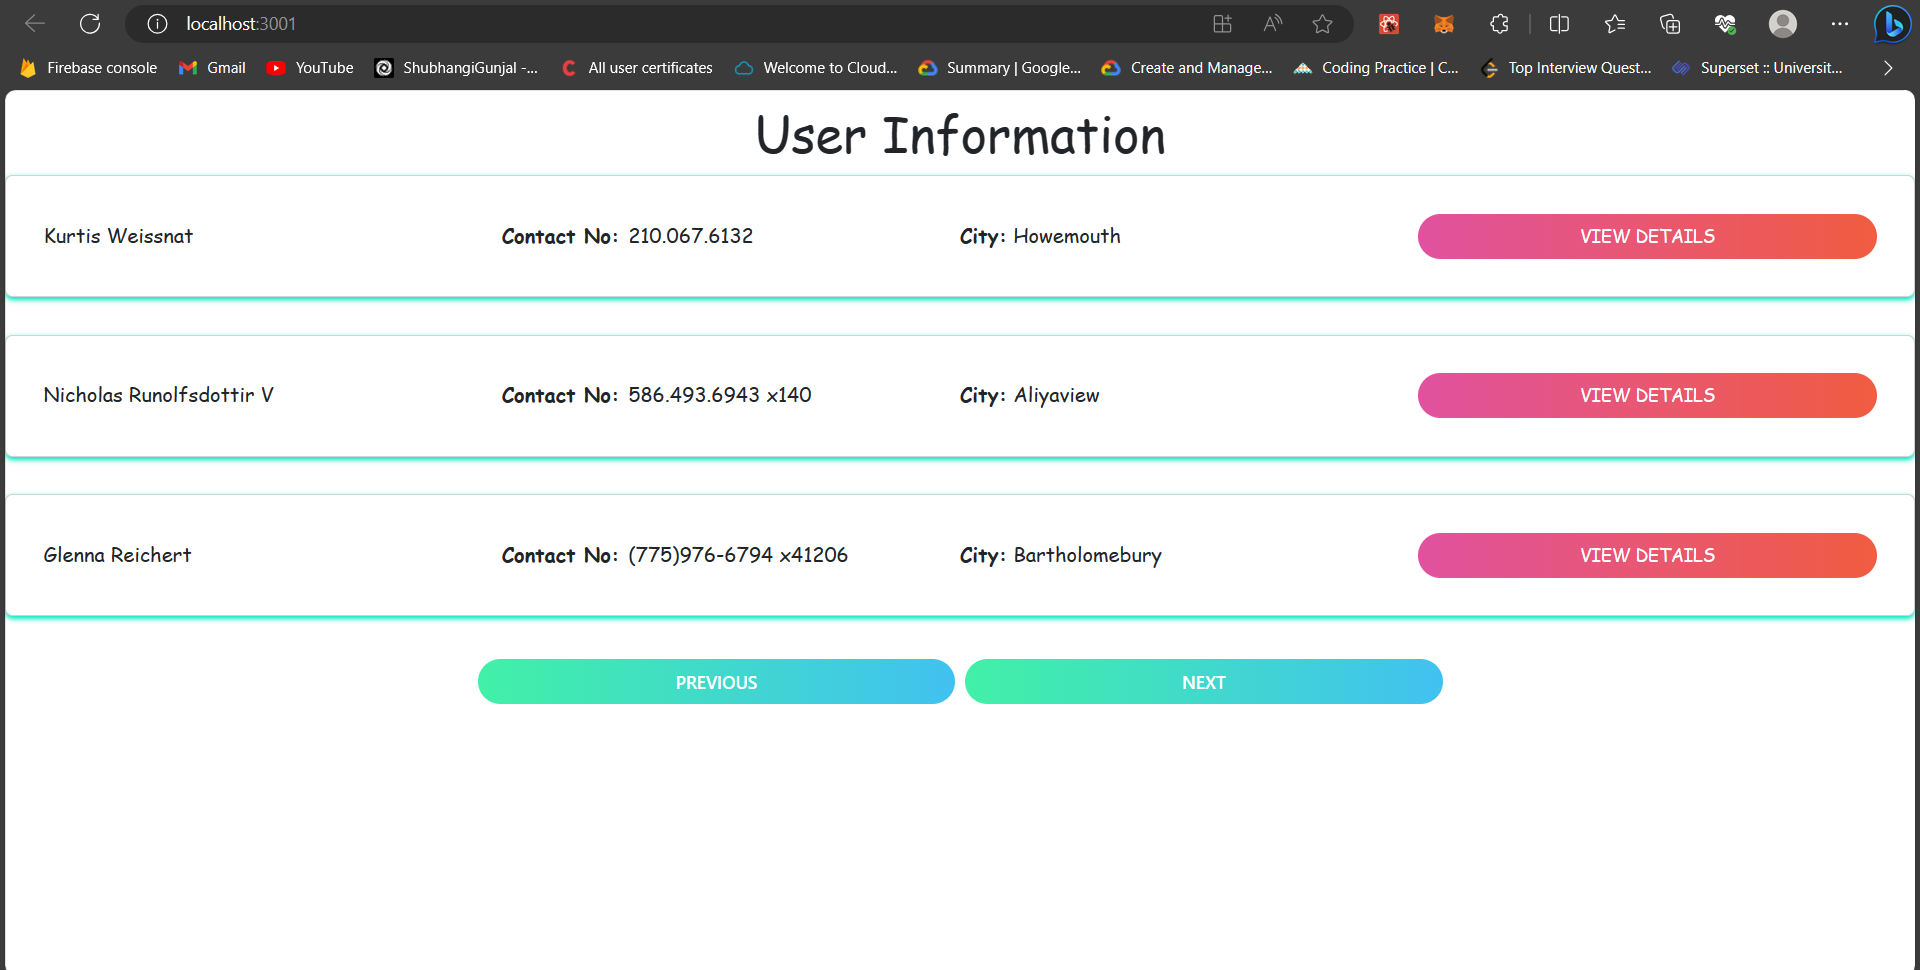 localhost:3001
Firebase console Gmail YouTube ShubhangiGunjal -... All user certificates Welcome to Cloud... Summary | Google... Create and Manage... Coding Practice | C... Top Interview Quest... Superset :: Universit...
User Information
Kurtis Weissnat Contact No: 210.067.6132 City: Howemouth VIEW DETAILS
Nicholas Runolfsdottir V Contact No: 586.493.6943 x140 City: Aliyaview VIEW DETAILS
Glenna Reichert Contact No: (775)976-6794 x41206 City: Bartholomebury VIEW DETAILS
PREVIOUS NEXT